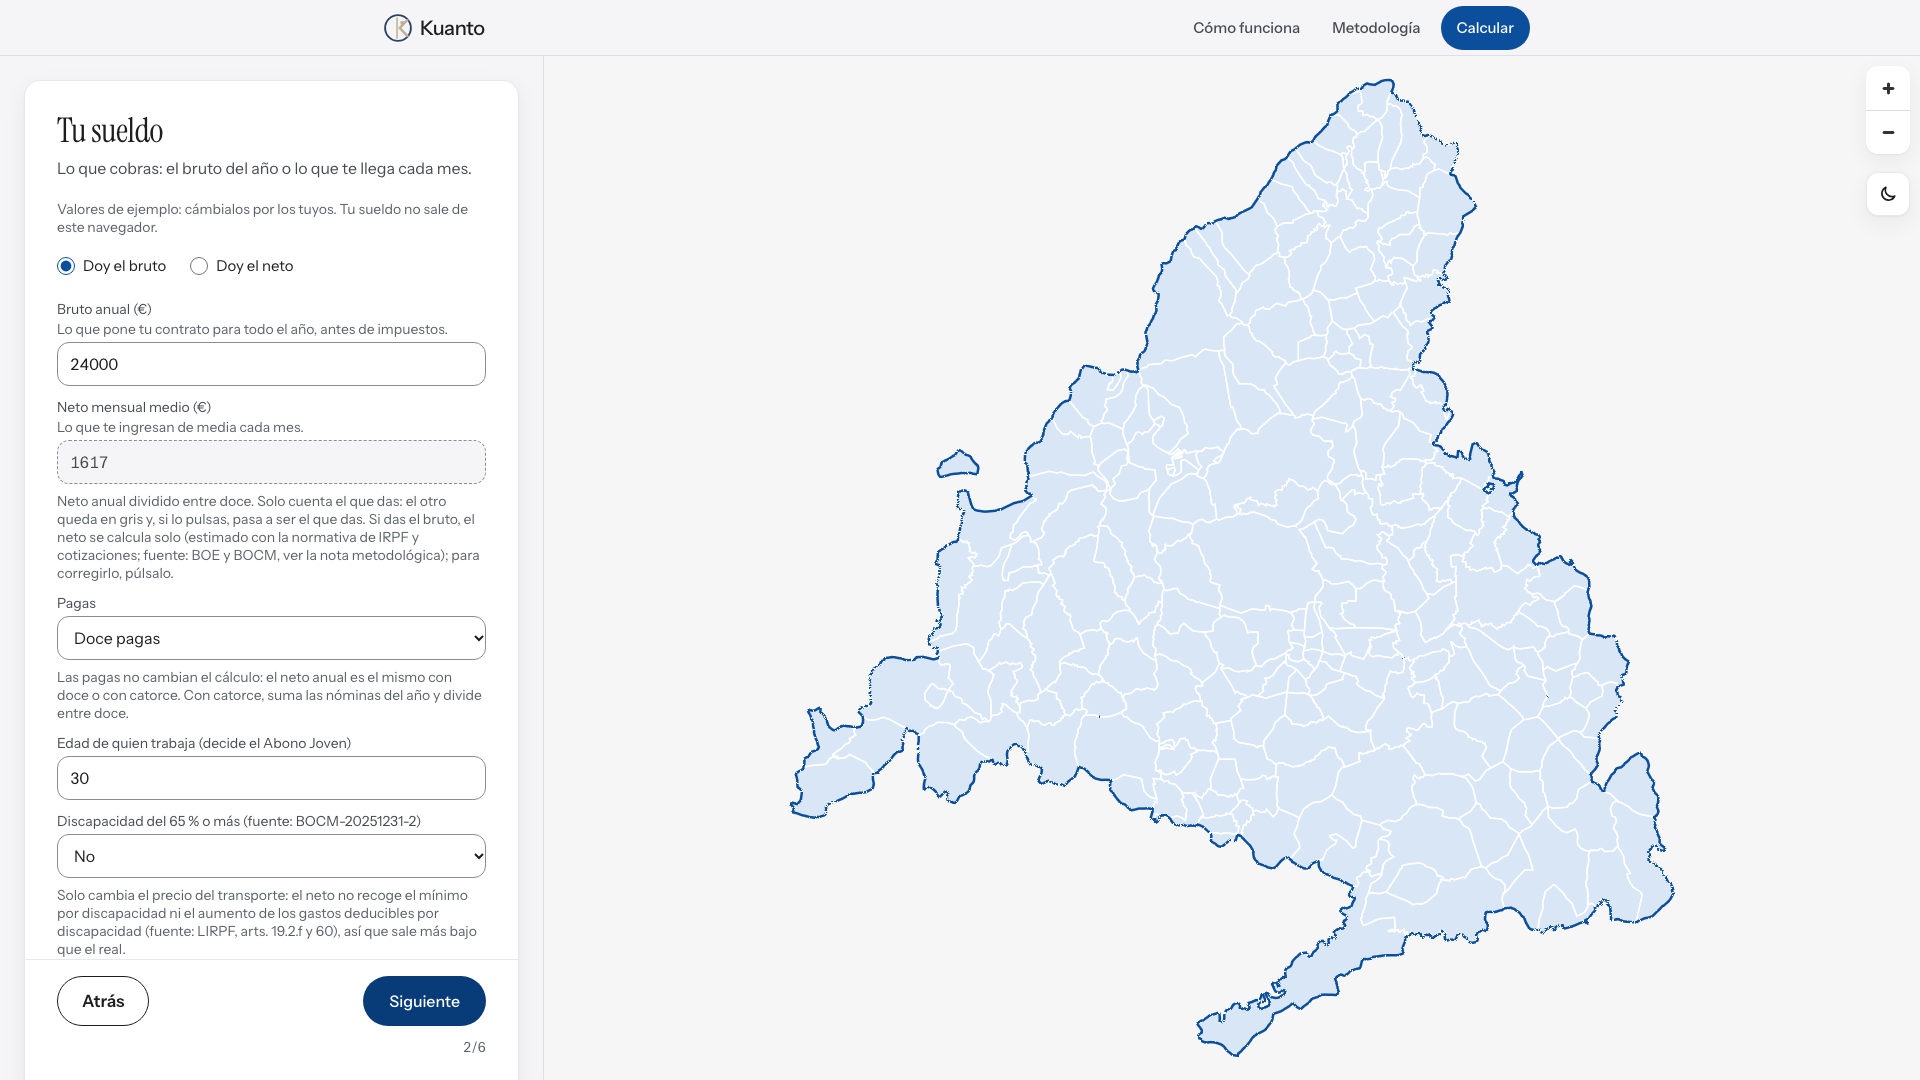 Kuanto
Cómo funciona
Metodología
Calcular
Tu sueldo
Lo que cobras: el bruto del año o lo que te llega cada mes.
Valores de ejemplo: cámbialos por los tuyos. Tu sueldo no sale de
este navegador.
Doy el bruto
Doy el neto
Bruto anual (€)
Lo que pone tu contrato para todo el año, antes de impuestos.
24000
Neto mensual medio (€)
Lo que te ingresan de media cada mes.
1617
Neto anual dividido entre doce. Solo cuenta el que das: el otro
queda en gris y, si lo pulsas, pasa a ser el que das. Si das el bruto, el
neto se calcula solo (estimado con la normativa de IRPF y
cotizaciones; fuente: BOE y BOCM, ver la nota metodológica); para
corregirlo, púlsalo.
Pagas
Doce pagas
Las pagas no cambian el cálculo: el neto anual es el mismo con
doce o con catorce. Con catorce, suma las nóminas del año y divide
entre doce.
Edad de quien trabaja (decide el Abono Joven)
30
Discapacidad del 65 % o más (fuente: BOCM-20251231-2)
No
Solo cambia el precio del transporte: el neto no recoge el mínimo
por discapacidad ni el aumento de los gastos deducibles por
discapacidad (fuente: LIRPF, arts. 19.2.f y 60), así que sale más bajo
que el real.
Atrás
Siguiente
2/6